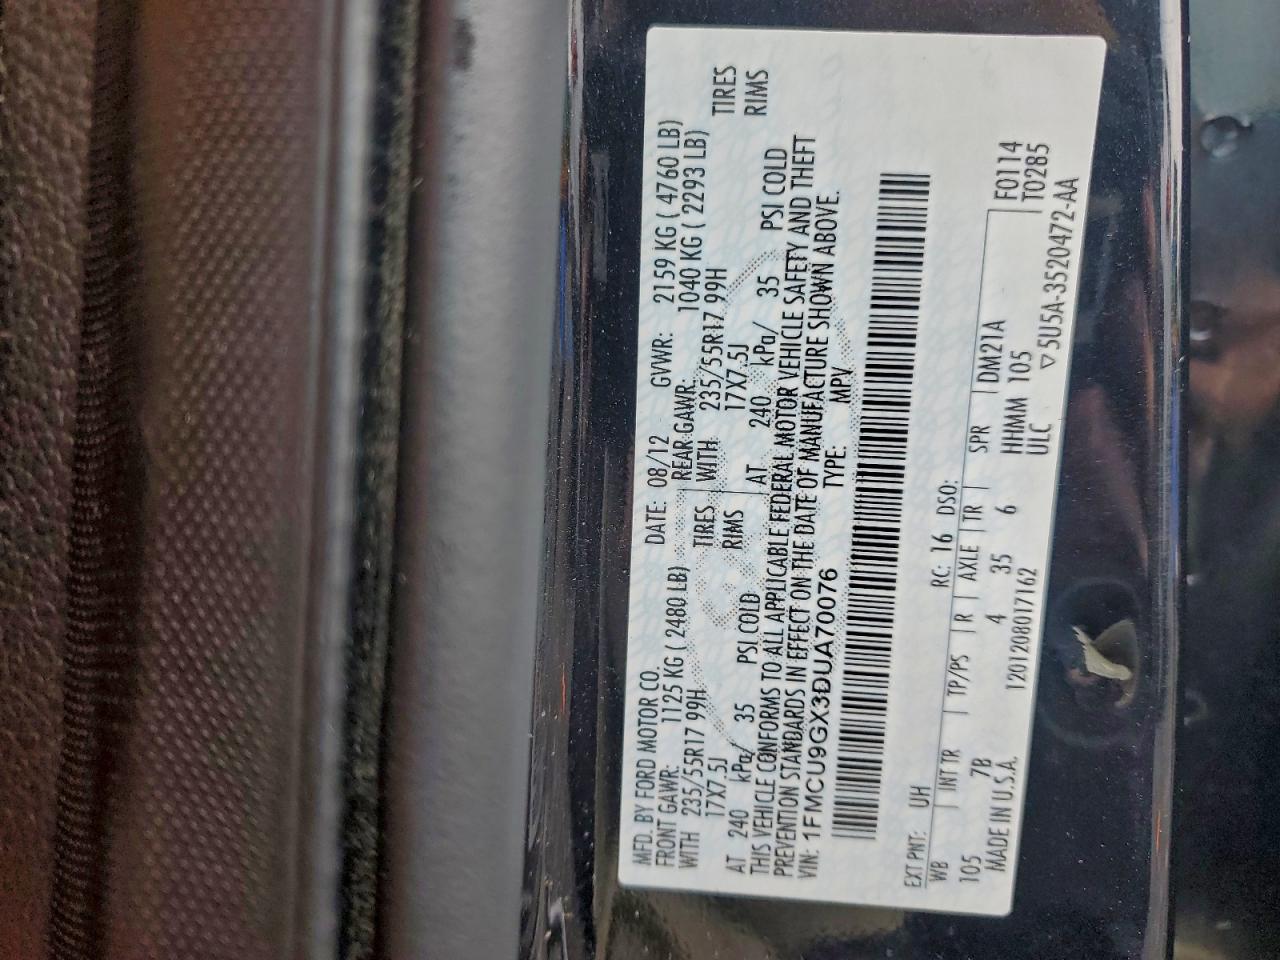 MFD. BY FORD MOTOR CO. DATE: 08/12 GVWR: 2159 KG ( 4760 LB)
FRONT GAWR: 1125 KG ( 2480 LB) REAR GAWR: 1040 KG ( 2293 LB)
WITH 235/55R17 99H TIRES WITH 235/55R17 99H TIRES
17X7.5J RIMS 17X7.5J RIMS
AT 240 kPa/ 35 PSI COLD AT 240 kPa/ 35 PSI COLD
THIS VEHICLE CONFORMS TO ALL APPLICABLE FEDERAL MOTOR VEHICLE SAFETY AND THEFT
PREVENTION STANDARDS IN EFFECT ON THE DATE OF MANUFACTURE SHOWN ABOVE.
VIN: 1FMCU9GX3DUA70076 TYPE: MPV
EXT PNT: UH RC: 16 DSO:
WB INT TR TP/PS R AXLE TR SPR DM21A F0114
105 7B 4 35 6 HHMM 105 T0285
MADE IN U.S.A. 1201208017162 ULC ▽5U5A-3520472-AA